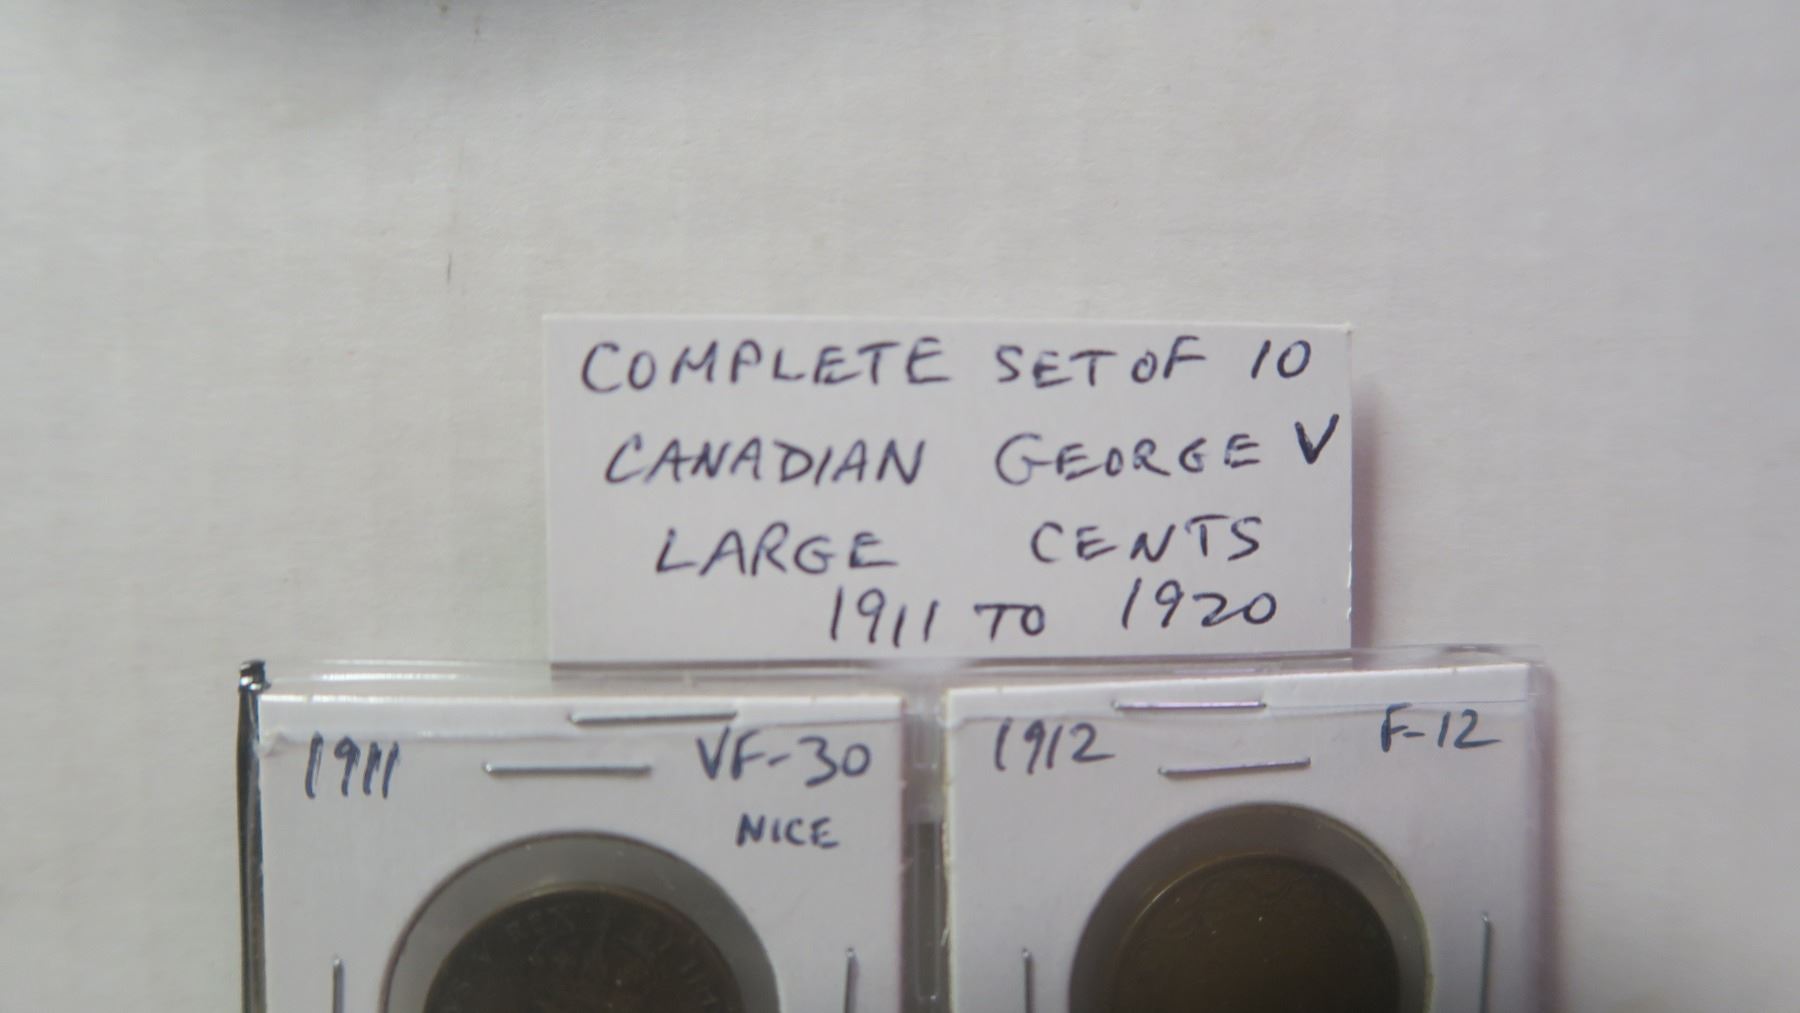 COMPLETE SET OF 10
CANADIAN GEORGE V
LARGE CENTS
1911 TO 1920
1911 VF-30
NICE
1912 F-12